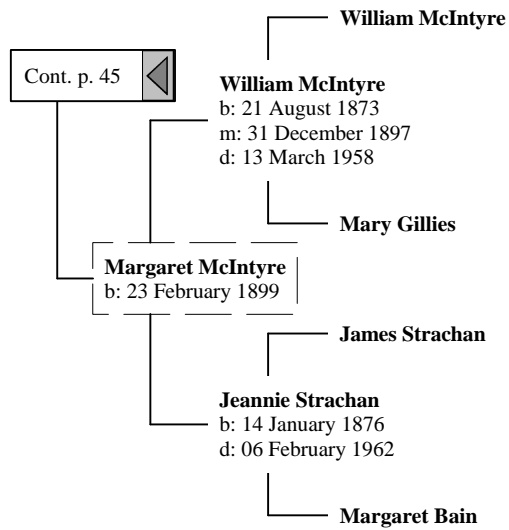 William McIntyre
Cont. p. 45
William McIntyre
b: 21 August 1873
m: 31 December 1897
d: 13 March 1958
Mary Gillies
Margaret McIntyre
b: 23 February 1899
James Strachan
Jeannie Strachan
b: 14 January 1876
d: 06 February 1962
Margaret Bain